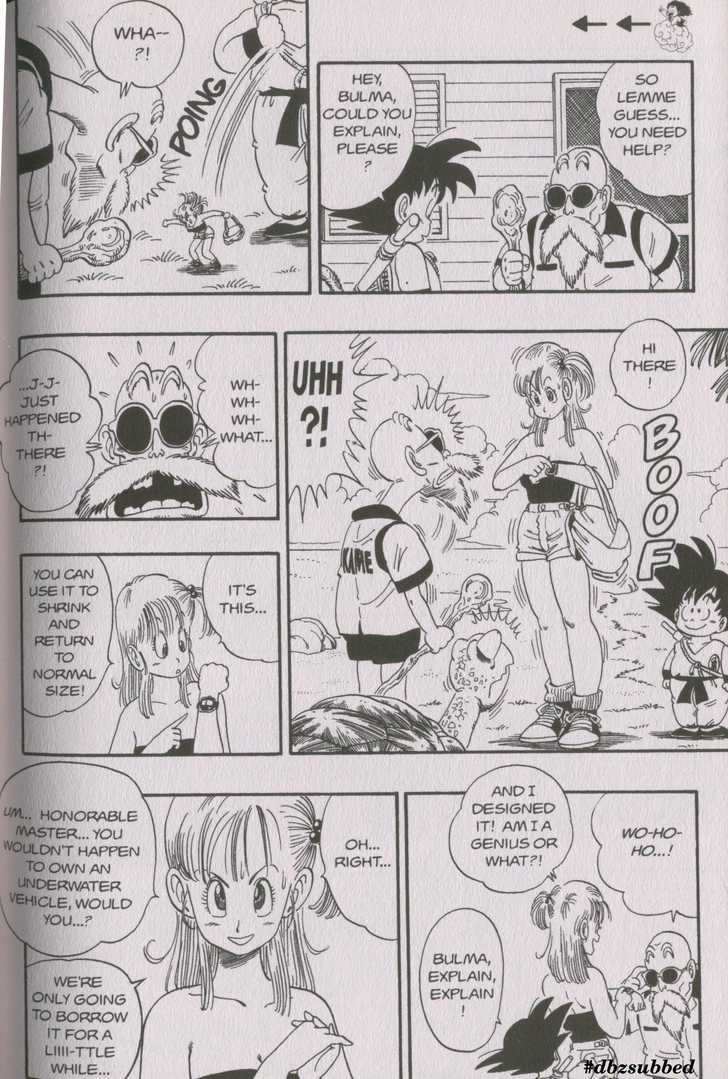 SO
LEMME
GUESS...
YOU NEED
HELP?
HEY,
BULMA,
COULD YOU
EXPLAIN,
PLEASE
?
POING
WHA--
?!
HI
THERE
!
BOOF
UHH
?!
KAME
WH-
WH-
WH-
WHAT...
...J-J-
JUST
HAPPENED
TH-
THERE
?!
IT'S
THIS...
YOU CAN
USE IT TO
SHRINK
AND
RETURN
TO
NORMAL
SIZE!
WO-HO-
HO...!
AND I
DESIGNED
IT! AM I A
GENIUS OR
WHAT?!
BULMA,
EXPLAIN,
EXPLAIN
!
OH...
RIGHT...
UM... HONORABLE
MASTER... YOU
WOULDN'T HAPPEN
TO OWN AN
UNDERWATER
VEHICLE, WOULD
YOU...?
WE'RE
ONLY GOING
TO BORROW
IT FOR A
LIIII-TTLE
WHILE...
#dbzsubbed